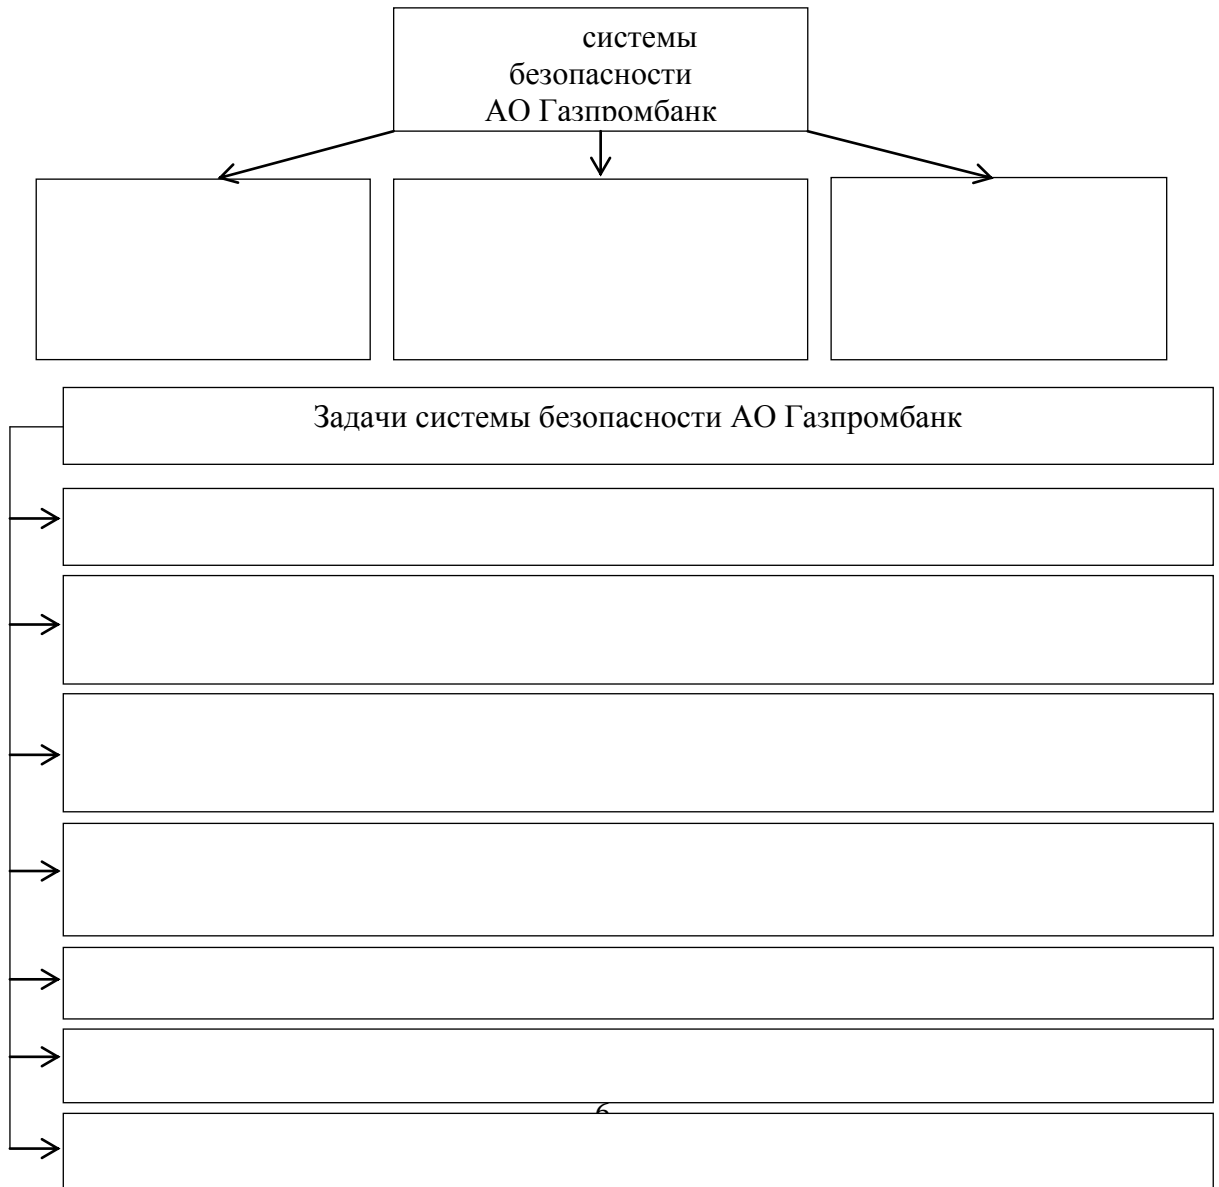 системы
безопасности
АО Газпромбанк
Задачи системы безопасности АО Газпромбанк